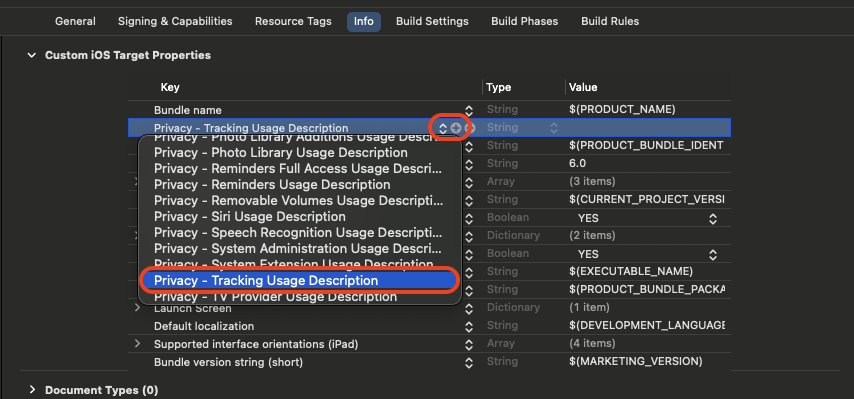 General Signing & Capabilities Resource Tags Info Build Settings Build Phases Build Rules
Custom iOS Target Properties
Key Type Value
Bundle name String $(PRODUCT_NAME)
Privacy - Tracking Usage Description String
Privacy - Photo Library Additions Usage Descr...
Privacy - Photo Library Usage Description $(PRODUCT_BUNDLE_IDENT
String 6.0
Privacy - Reminders Full Access Usage Descri... Array (3 items)
Privacy - Reminders Usage Description
Privacy - Removable Volumes Usage Descripti... String $(CURRENT_PROJECT_VERSI
Privacy - Siri Usage Description Boolean YES
Privacy - Speech Recognition Usage Descripti... Dictionary (2 items)
Privacy - System Administration Usage Descri... Boolean YES
Privacy - System Extension Usage Description String $(EXECUTABLE_NAME)
Privacy - Tracking Usage Description
String $(PRODUCT_BUNDLE_PACKA
Privacy - TV Provider Usage Description
Launch Screen Dictionary (1 item)
Default localization String $(DEVELOPMENT_LANGUAGE
Supported interface orientations (iPad) Array (4 items)
Bundle version string (short) String $(MARKETING_VERSION)
Document Types (0)